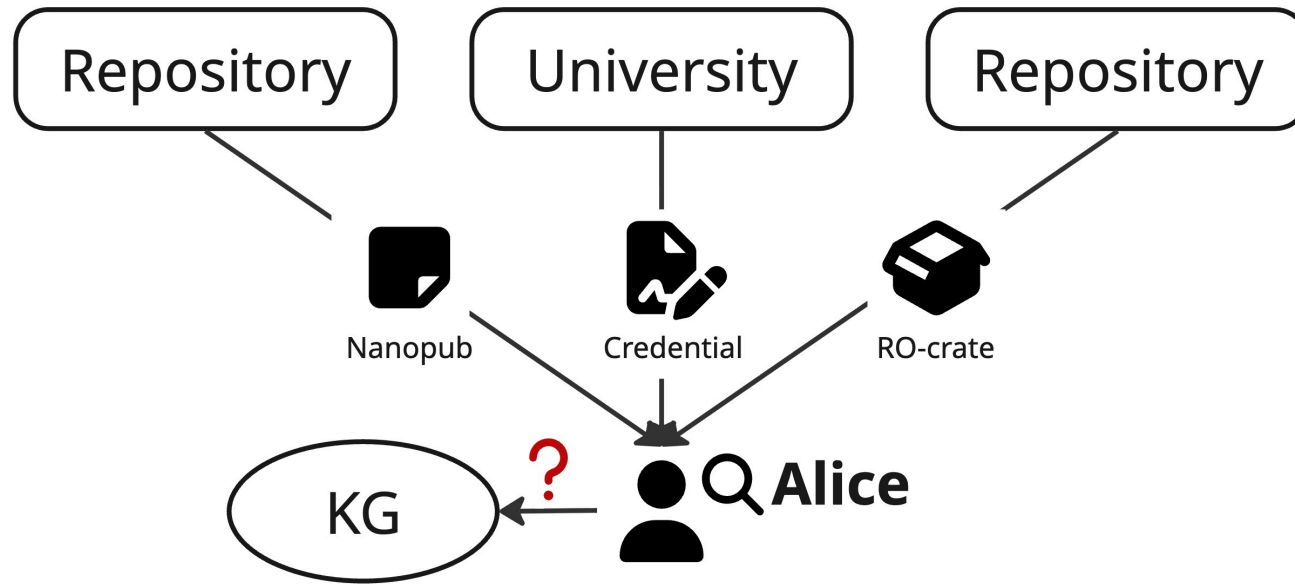 Repository
University
Repository
Nanopub
Credential
RO-crate
?
Alice
KG